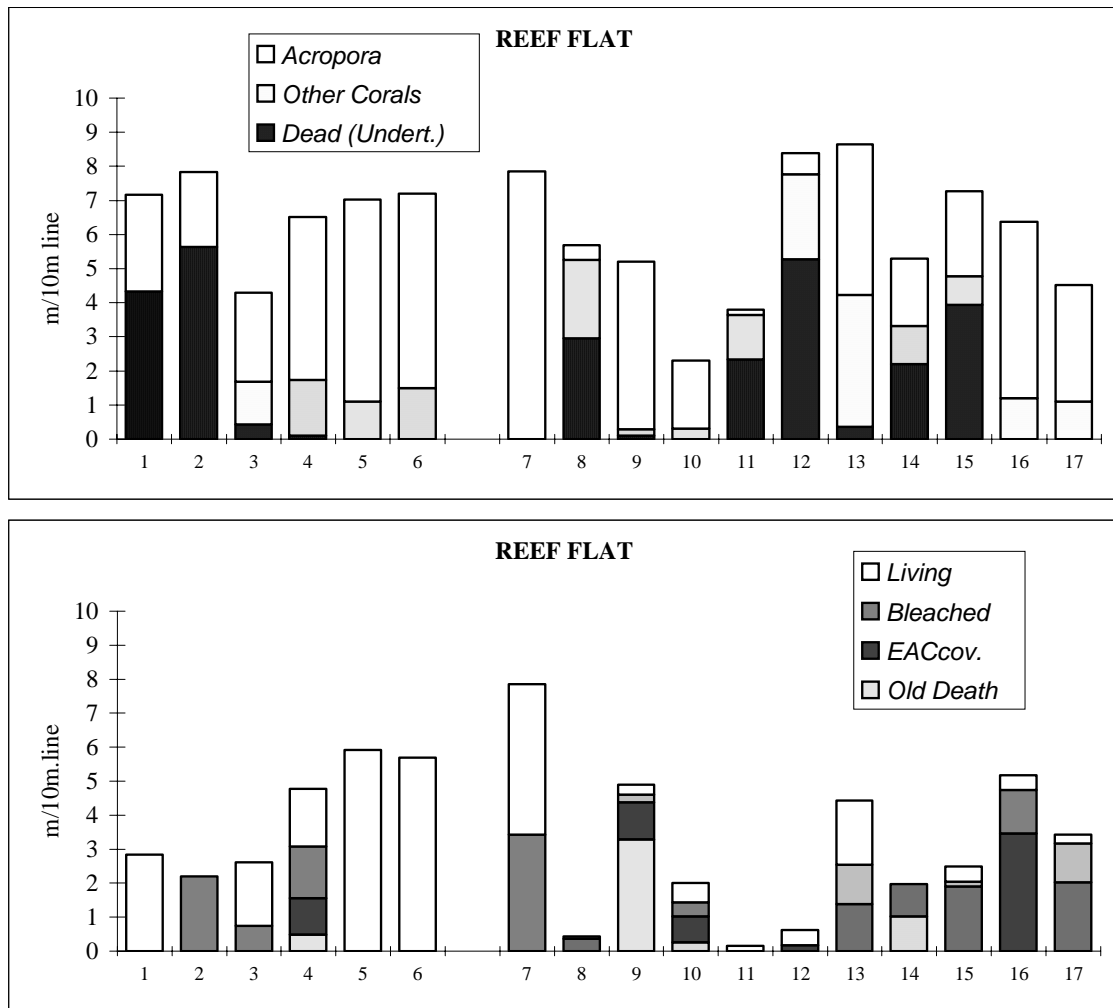 REEF FLAT
Acropora
Other Corals
Dead (Undert.)
m/10m line
10
9
8
7
6
5
4
3
2
1
0
1 2 3 4 5 6 7 8 9 10 11 12 13 14 15 16 17
REEF FLAT
Living
Bleached
EACcov.
Old Death
m/10m.line
10
9
8
7
6
5
4
3
2
1
0
1 2 3 4 5 6 7 8 9 10 11 12 13 14 15 16 17